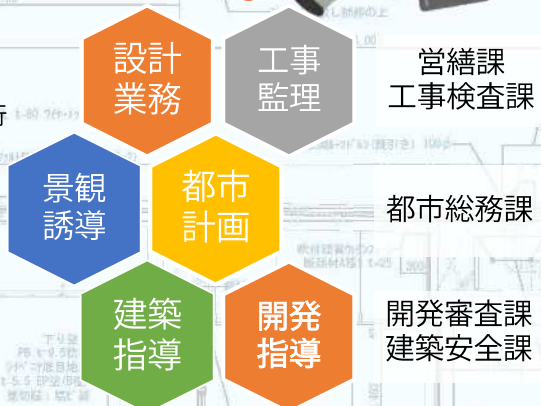 設計
業務
工事
監理
営繕課
工事検査課
景観
誘導
都市
計画
都市総務課
建築
指導
開発
指導
開発審査課
建築安全課